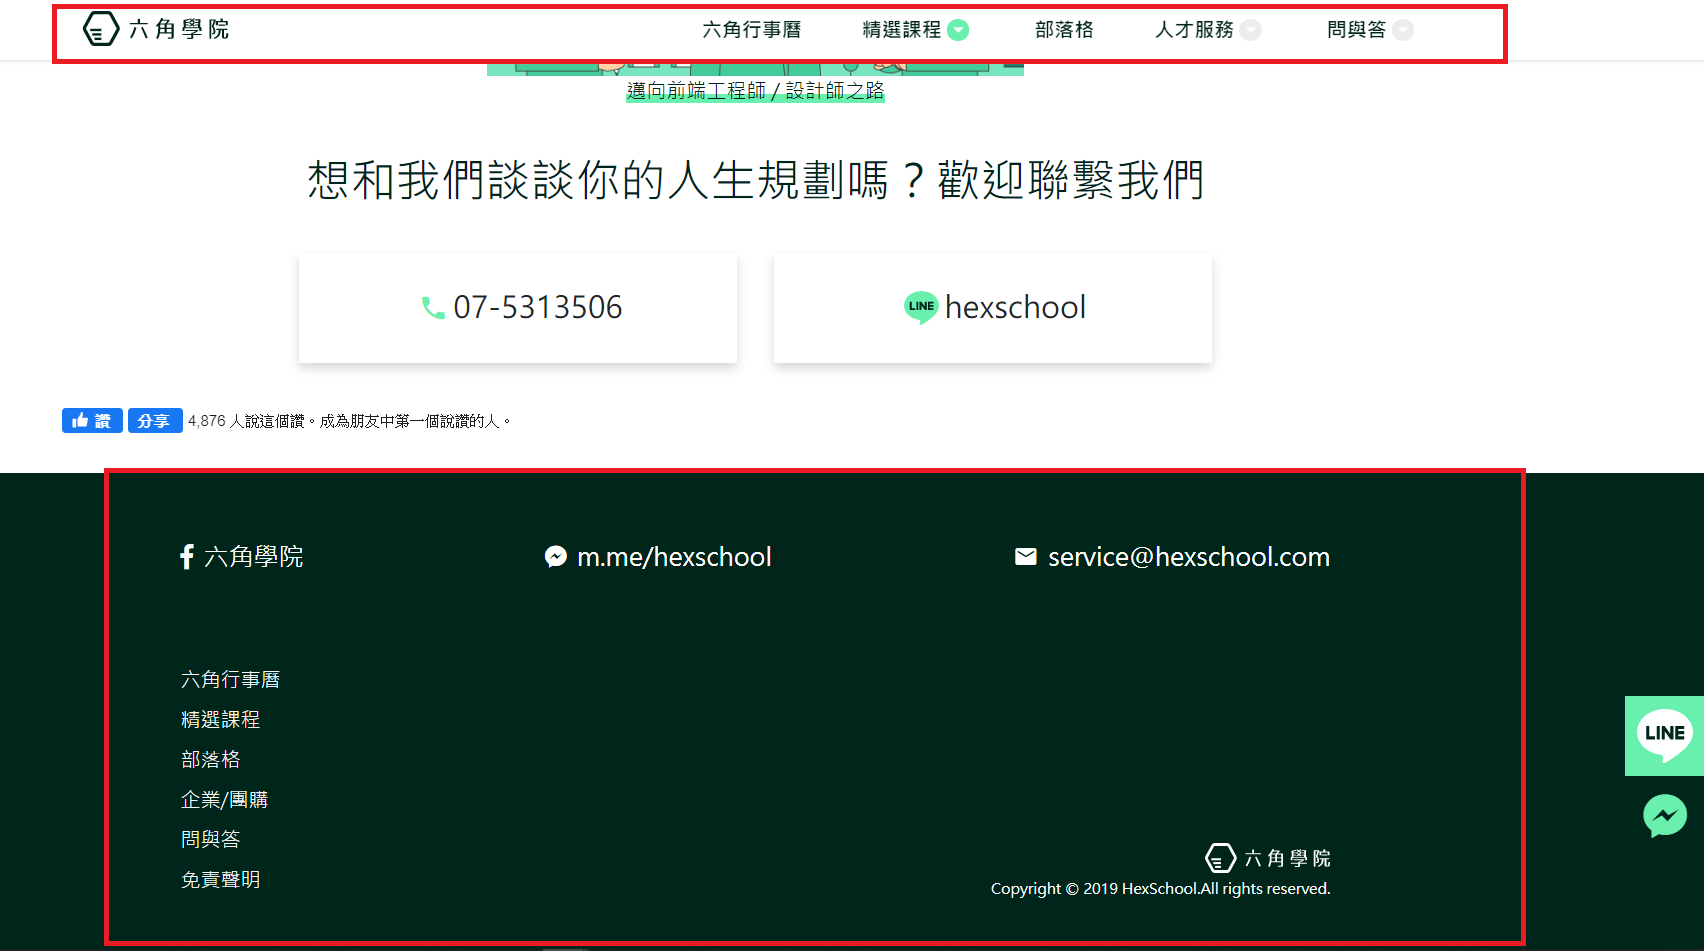 六角學院 六角行事曆 精選課程 部落格 人才服務 問與答
邁向前端工程師 / 設計師之路
想和我們談談你的人生規劃嗎？歡迎聯繫我們
07-5313506 LINE hexschool
讚 分享 4,876 人說這個讚。成為朋友中第一個說讚的人。
六角學院 m.me/hexschool service@hexschool.com
六角行事曆
精選課程
部落格
企業/團購
問與答
免責聲明
LINE
六角學院
Copyright © 2019 HexSchool.All rights reserved.